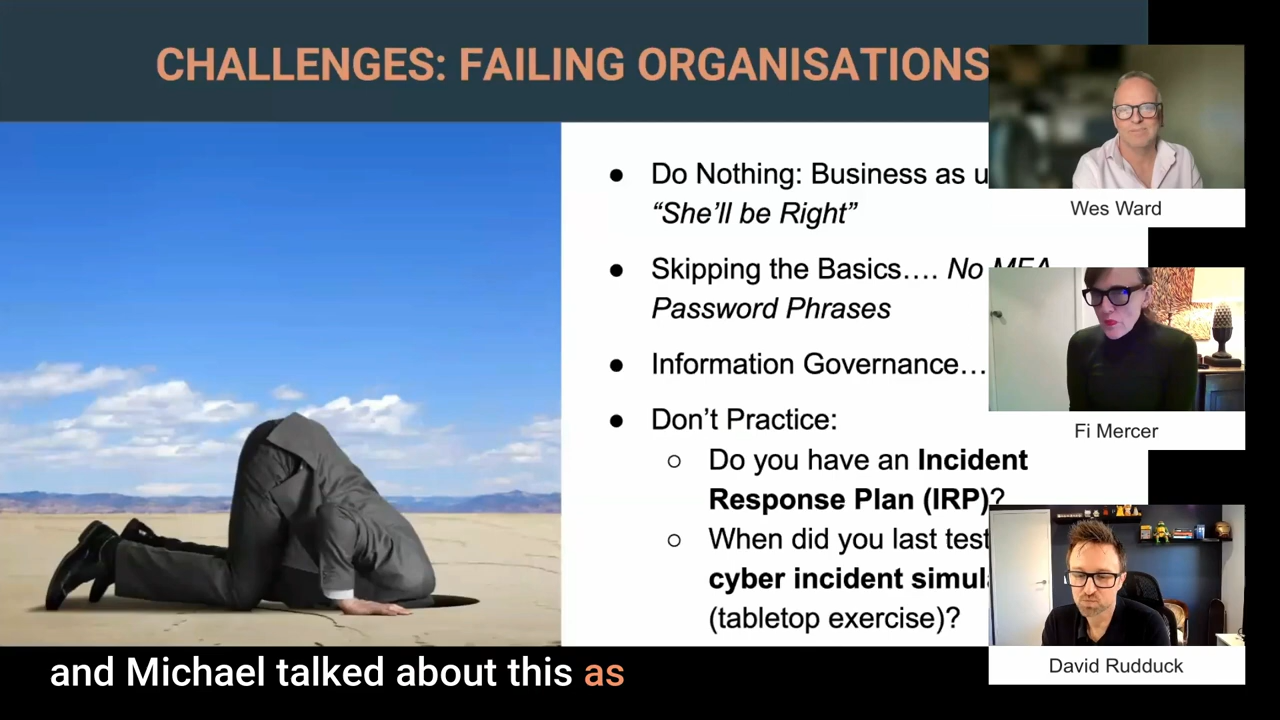 CHALLENGES: FAILING ORGANISATIONS
● Do Nothing: Business as
“She’ll be Right”
● Skipping the Basics…. No MFA
Password Phrases
● Information Governance…
● Don’t Practice:
○ Do you have an Incident
Response Plan (IRP)?
○ When did you last test
cyber incident
(tabletop exercise)?
Wes Ward
Fi Mercer
David Rudduck
and Michael talked about this as